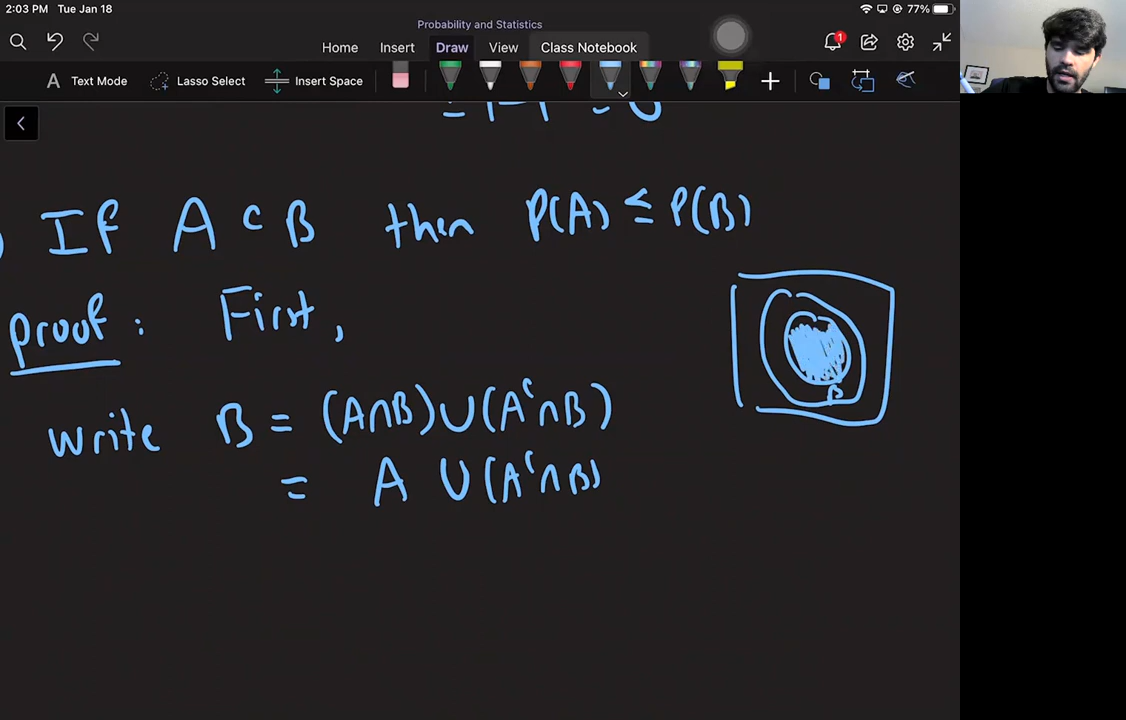 2:03 PM Tue Jan 18
77%
Probability and Statistics
Home Insert Draw View Class Notebook
1
Text Mode Lasso Select Insert Space
) If A ⊂ B then P(A) ≤ P(B)
proof: First,
write B = (A∩B)∪(Aᶜ∩B)
= A ∪(Aᶜ∩B)
B